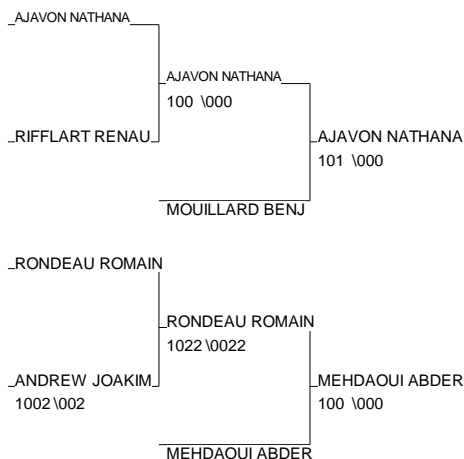 AJAVON NATHANA
AJAVON NATHANA
100 \000
RIFFLART RENAU
AJAVON NATHANA
101 \000
MOUILLARD BENJ
RONDEAU ROMAIN
RONDEAU ROMAIN
1022 \0022
ANDREW JOAKIM
1002 \002
MEHDAOUI ABDER
100 \000
MEHDAOUI ABDER